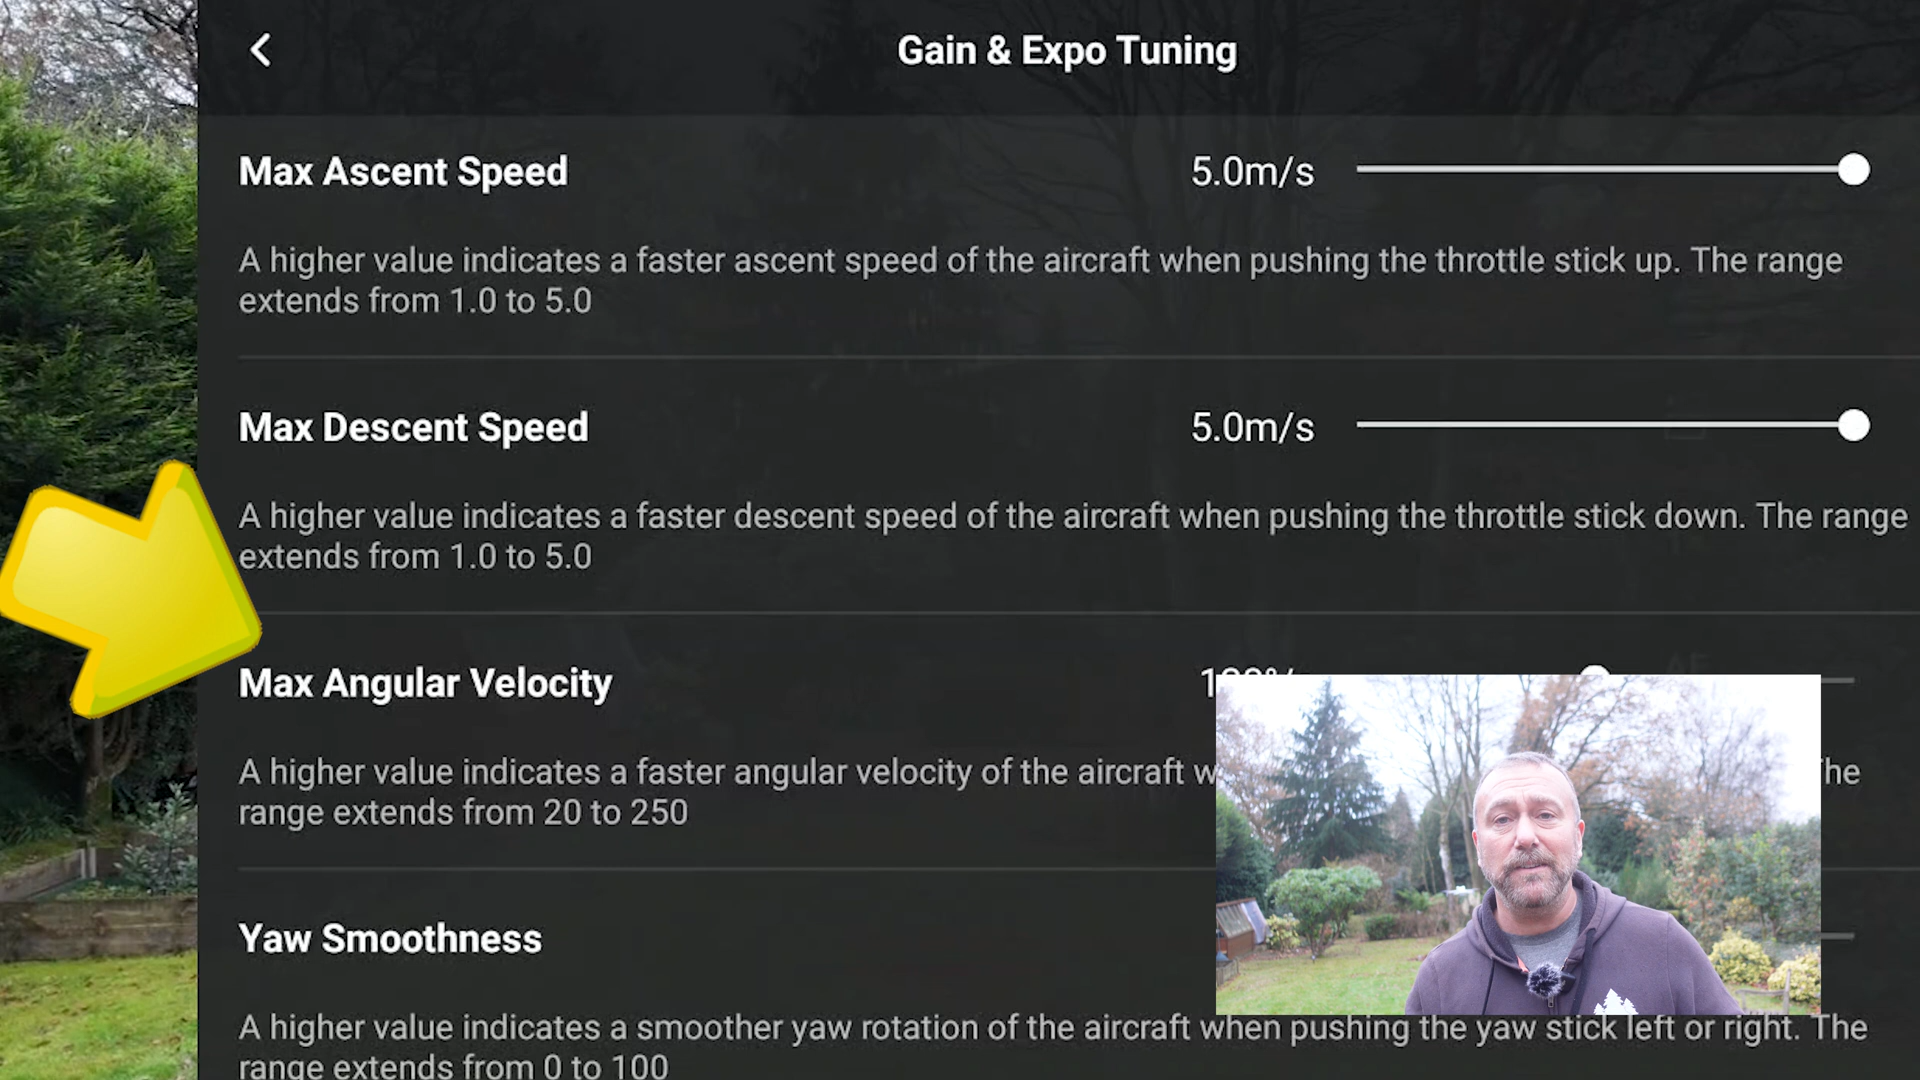 Gain & Expo Tuning
Max Ascent Speed 5.0m/s
A higher value indicates a faster ascent speed of the aircraft when pushing the throttle stick up. The range
extends from 1.0 to 5.0
Max Descent Speed 5.0m/s
A higher value indicates a faster descent speed of the aircraft when pushing the throttle stick down. The range
extends from 1.0 to 5.0
Max Angular Velocity
A higher value indicates a faster angular velocity of the aircraft
range extends from 20 to 250
Yaw Smoothness
A higher value indicates a smoother yaw rotation of the aircraft when pushing the yaw stick left or right. The
range extends from 0 to 100